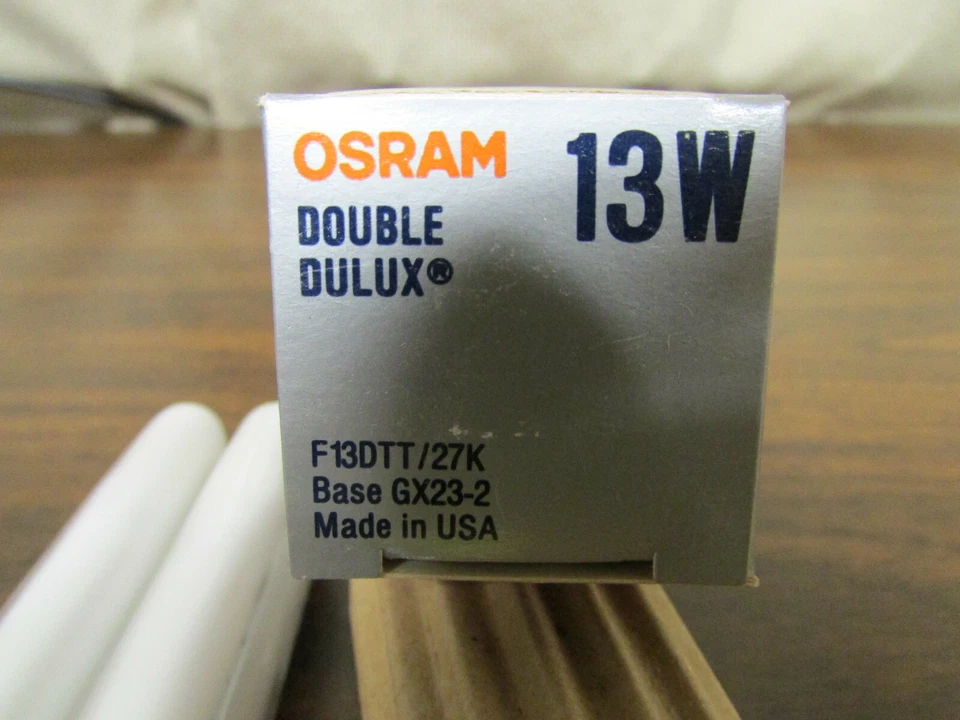 OSRAM
13W
DOUBLE
DULUX®
F13DTT/27K
Base GX23-2
Made in USA